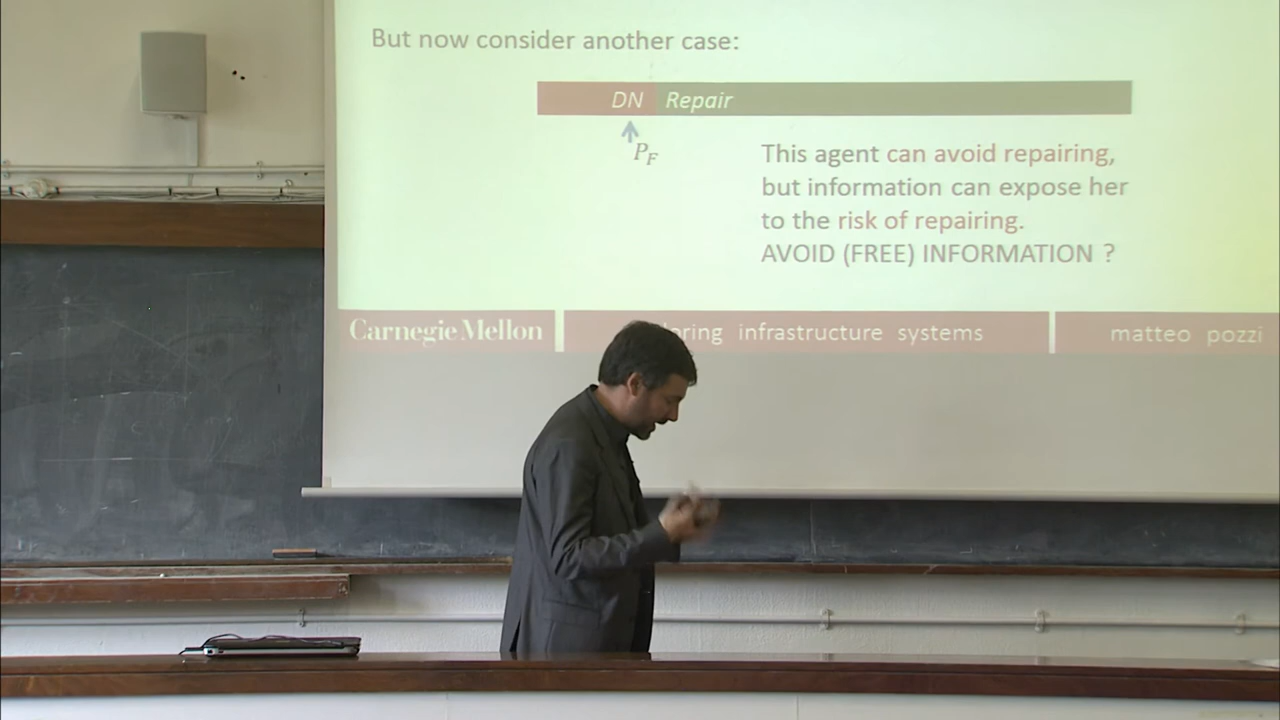 But now consider another case:
DN Repair
P_F
This agent can avoid repairing,
but information can expose her
to the risk of repairing.
AVOID (FREE) INFORMATION ?
Carnegie Mellon infrastructure systems matteo pozzi